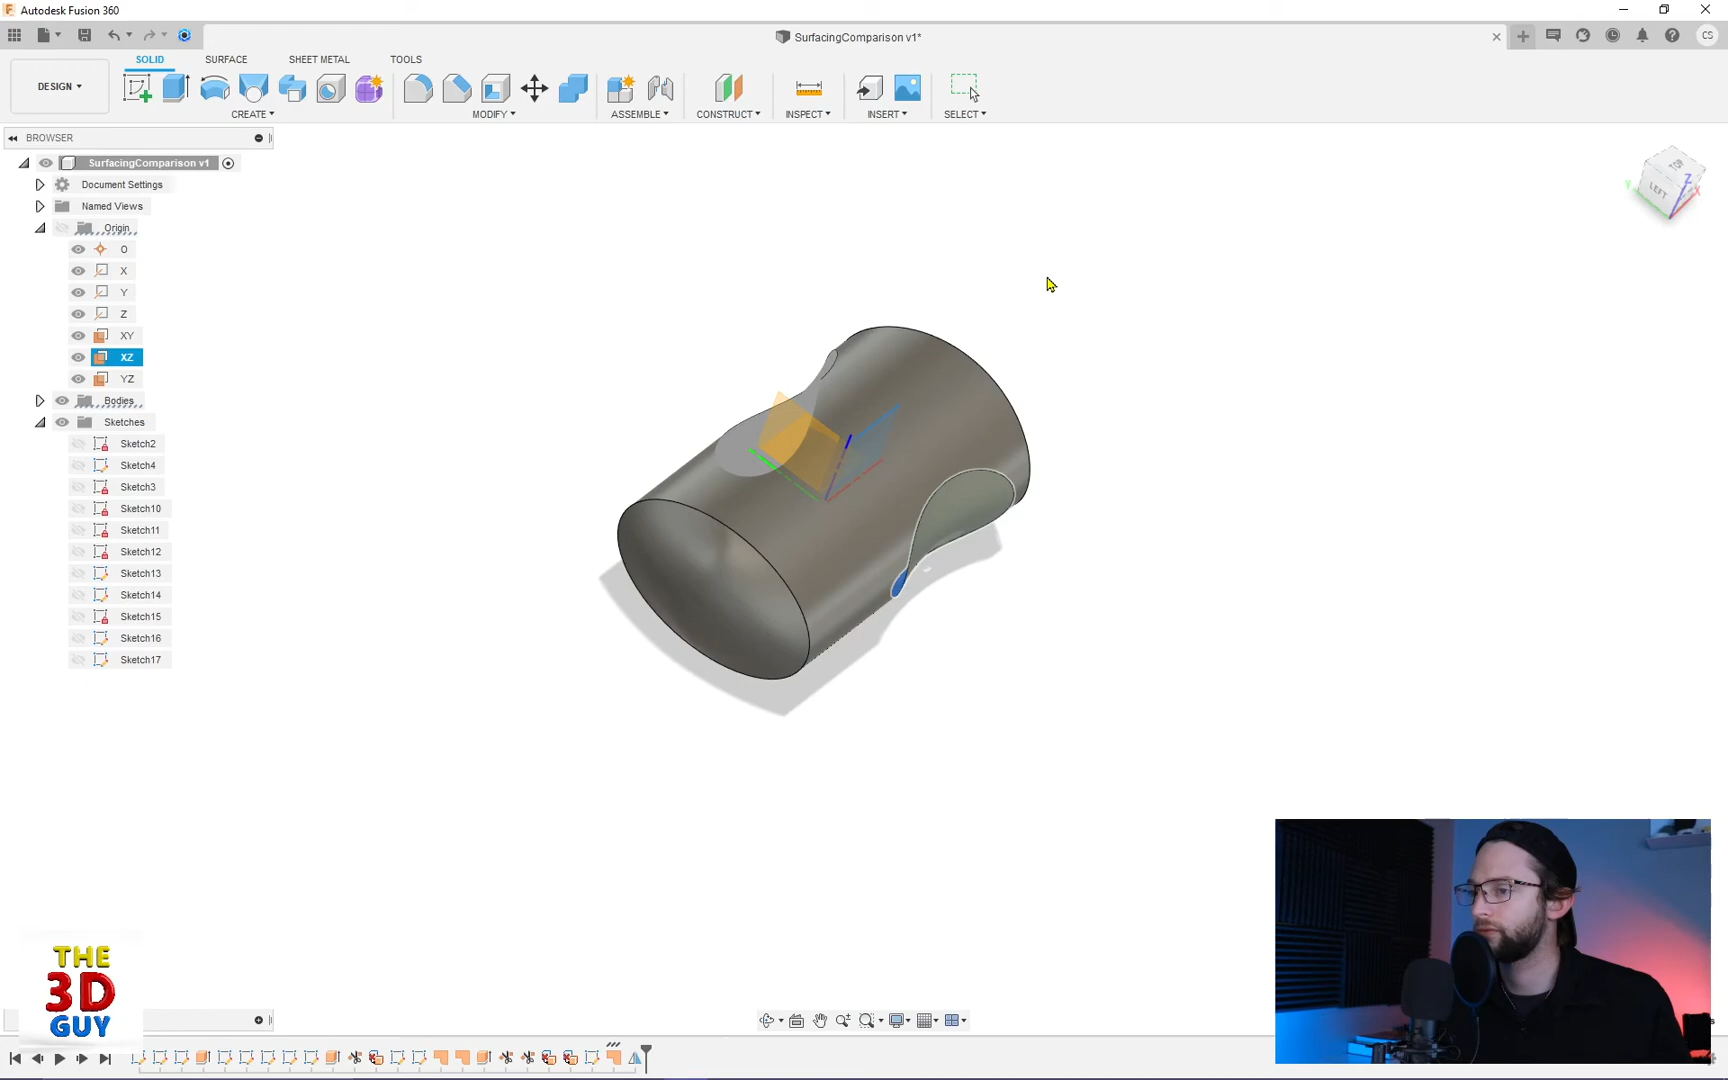 Autodesk Fusion 360
SurfacingComparison v1*
CS
DESIGN
SOLID
SURFACE
SHEET METAL
TOOLS
CREATE
MODIFY
ASSEMBLE
CONSTRUCT
INSPECT
INSERT
SELECT
BROWSER
SurfacingComparison v1
Document Settings
Named Views
Origin
O
X
Y
Z
XY
XZ
YZ
Bodies
Sketches
Sketch2
Sketch4
Sketch3
Sketch10
Sketch11
Sketch12
Sketch13
Sketch14
Sketch15
Sketch16
Sketch17
TOP
LEFT
Z
Y
X
THE
3D
GUY